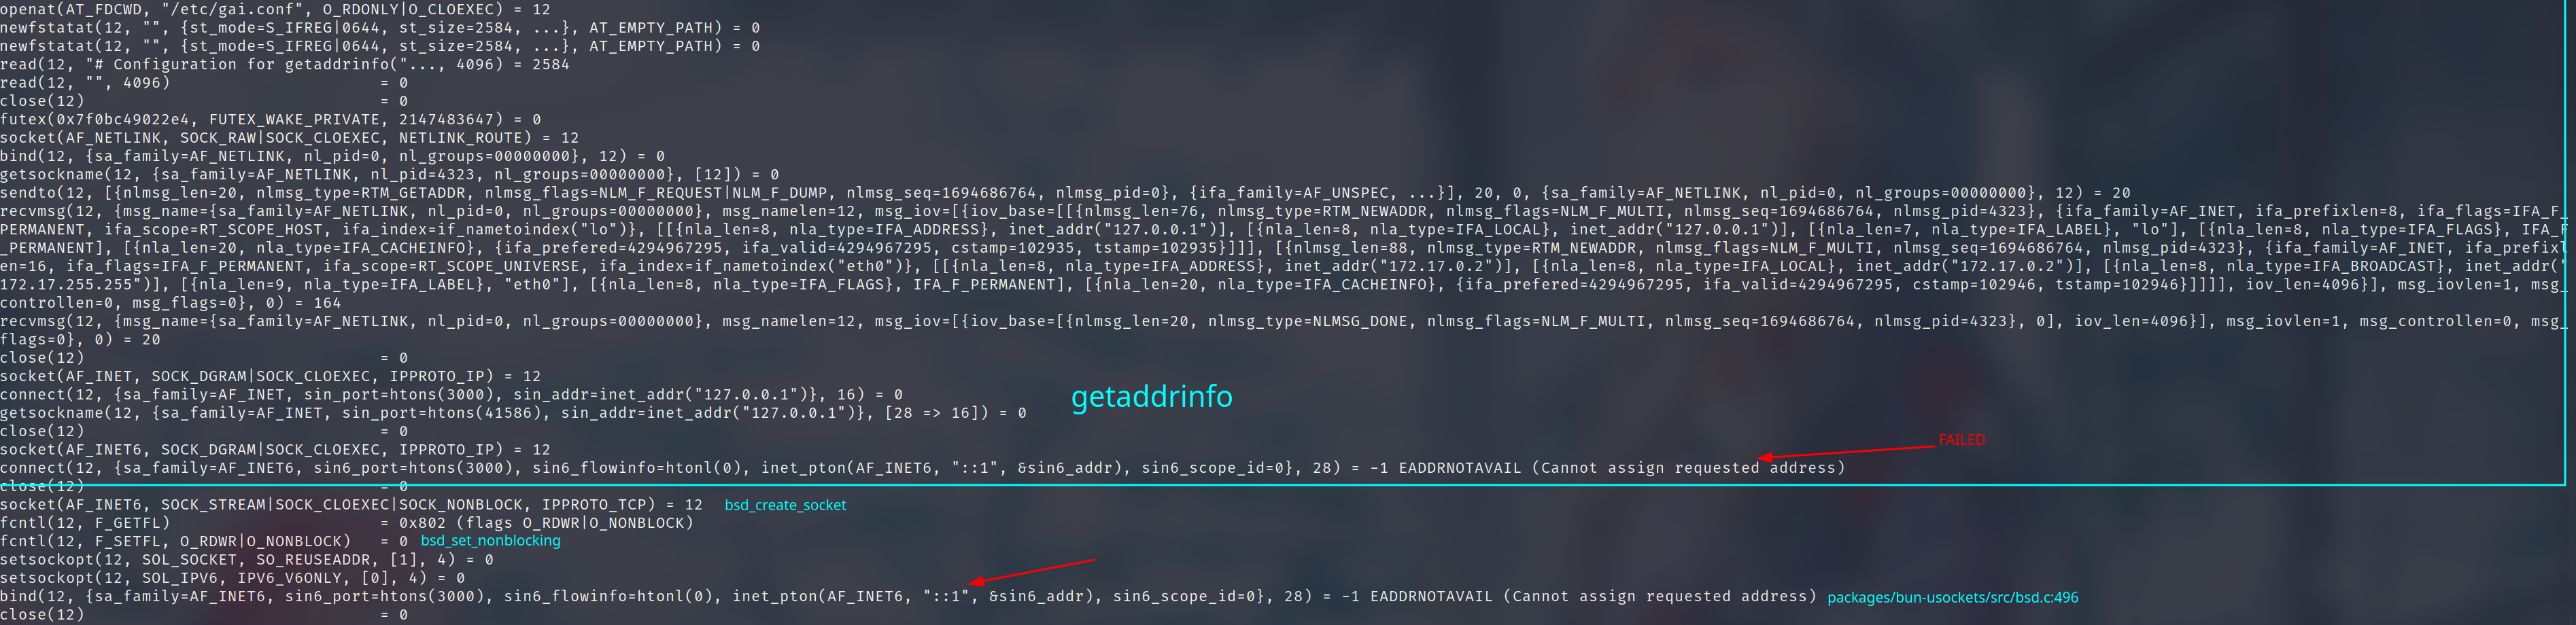 openat(AT_FDCWD, "/etc/gai.conf", O_RDONLY|O_CLOEXEC) = 12
newfstatat(12, "", {st_mode=S_IFREG|0644, st_size=2584, ...}, AT_EMPTY_PATH) = 0
newfstatat(12, "", {st_mode=S_IFREG|0644, st_size=2584, ...}, AT_EMPTY_PATH) = 0
read(12, "# Configuration for getaddrinfo("..., 4096) = 2584
read(12, "", 4096) = 0
close(12) = 0
futex(0x7f0bc49022e4, FUTEX_WAKE_PRIVATE, 2147483647) = 0
socket(AF_NETLINK, SOCK_RAW|SOCK_CLOEXEC, NETLINK_ROUTE) = 12
bind(12, {sa_family=AF_NETLINK, nl_pid=0, nl_groups=00000000}, 12) = 0
getsockname(12, {sa_family=AF_NETLINK, nl_pid=4323, nl_groups=00000000}, [12]) = 0
sendto(12, [{nlmsg_len=20, nlmsg_type=RTM_GETADDR, nlmsg_flags=NLM_F_REQUEST|NLM_F_DUMP, nlmsg_seq=1694686764, nlmsg_pid=0}, {ifa_family=AF_UNSPEC, ...}], 20, 0, {sa_family=AF_NETLINK, nl_pid=0, nl_groups=00000000}, 12) = 20
recvmsg(12, {msg_name={sa_family=AF_NETLINK, nl_pid=0, nl_groups=00000000}, msg_namelen=12, msg_iov=[{iov_base=[[{nlmsg_len=76, nlmsg_type=RTM_NEWADDR, nlmsg_flags=NLM_F_MULTI, nlmsg_seq=1694686764, nlmsg_pid=4323}, {ifa_family=AF_INET, ifa_prefixlen=8, ifa_flags=IFA_F_
PERMANENT, ifa_scope=RT_SCOPE_HOST, ifa_index=if_nametoindex("lo")}, [[{nla_len=8, nla_type=IFA_ADDRESS}, inet_addr("127.0.0.1")], [{nla_len=8, nla_type=IFA_LOCAL}, inet_addr("127.0.0.1")], [{nla_len=7, nla_type=IFA_LABEL}, "lo"], [{nla_len=8, nla_type=IFA_FLAGS}, IFA_F
_PERMANENT], [{nla_len=20, nla_type=IFA_CACHEINFO}, {ifa_prefered=4294967295, ifa_valid=4294967295, cstamp=102935, tstamp=102935}]]], [{nlmsg_len=88, nlmsg_type=RTM_NEWADDR, nlmsg_flags=NLM_F_MULTI, nlmsg_seq=1694686764, nlmsg_pid=4323}, {ifa_family=AF_INET, ifa_prefixl
en=16, ifa_flags=IFA_F_PERMANENT, ifa_scope=RT_SCOPE_UNIVERSE, ifa_index=if_nametoindex("eth0")}, [[{nla_len=8, nla_type=IFA_ADDRESS}, inet_addr("172.17.0.2")], [{nla_len=8, nla_type=IFA_LOCAL}, inet_addr("172.17.0.2")], [{nla_len=8, nla_type=IFA_BROADCAST}, inet_addr("
172.17.255.255")], [{nla_len=9, nla_type=IFA_LABEL}, "eth0"], [{nla_len=8, nla_type=IFA_FLAGS}, IFA_F_PERMANENT], [{nla_len=20, nla_type=IFA_CACHEINFO}, {ifa_prefered=4294967295, ifa_valid=4294967295, cstamp=102946, tstamp=102946}]]]], iov_len=4096}], msg_iovlen=1, msg_
controllen=0, msg_flags=0}, 0) = 164
recvmsg(12, {msg_name={sa_family=AF_NETLINK, nl_pid=0, nl_groups=00000000}, msg_namelen=12, msg_iov=[{iov_base=[{nlmsg_len=20, nlmsg_type=NLMSG_DONE, nlmsg_flags=NLM_F_MULTI, nlmsg_seq=1694686764, nlmsg_pid=4323}, 0], iov_len=4096}], msg_iovlen=1, msg_controllen=0, msg_
flags=0}, 0) = 20
close(12) = 0
socket(AF_INET, SOCK_DGRAM|SOCK_CLOEXEC, IPPROTO_IP) = 12
connect(12, {sa_family=AF_INET, sin_port=htons(3000), sin_addr=inet_addr("127.0.0.1")}, 16) = 0
getaddrinfo
getsockname(12, {sa_family=AF_INET, sin_port=htons(41586), sin_addr=inet_addr("127.0.0.1")}, [28 => 16]) = 0
close(12) = 0
FAILED
socket(AF_INET6, SOCK_DGRAM|SOCK_CLOEXEC, IPPROTO_IP) = 12
connect(12, {sa_family=AF_INET6, sin6_port=htons(3000), sin6_flowinfo=htonl(0), inet_pton(AF_INET6, "::1", &sin6_addr), sin6_scope_id=0}, 28) = -1 EADDRNOTAVAIL (Cannot assign requested address)
close(12) = 0
socket(AF_INET6, SOCK_STREAM|SOCK_CLOEXEC|SOCK_NONBLOCK, IPPROTO_TCP) = 12 bsd_create_socket
fcntl(12, F_GETFL) = 0x802 (flags O_RDWR|O_NONBLOCK)
fcntl(12, F_SETFL, O_RDWR|O_NONBLOCK) = 0 bsd_set_nonblocking
setsockopt(12, SOL_SOCKET, SO_REUSEADDR, [1], 4) = 0
setsockopt(12, SOL_IPV6, IPV6_V6ONLY, [0], 4) = 0
bind(12, {sa_family=AF_INET6, sin6_port=htons(3000), sin6_flowinfo=htonl(0), inet_pton(AF_INET6, "::1", &sin6_addr), sin6_scope_id=0}, 28) = -1 EADDRNOTAVAIL (Cannot assign requested address) packages/bun-usockets/src/bsd.c:496
close(12) = 0